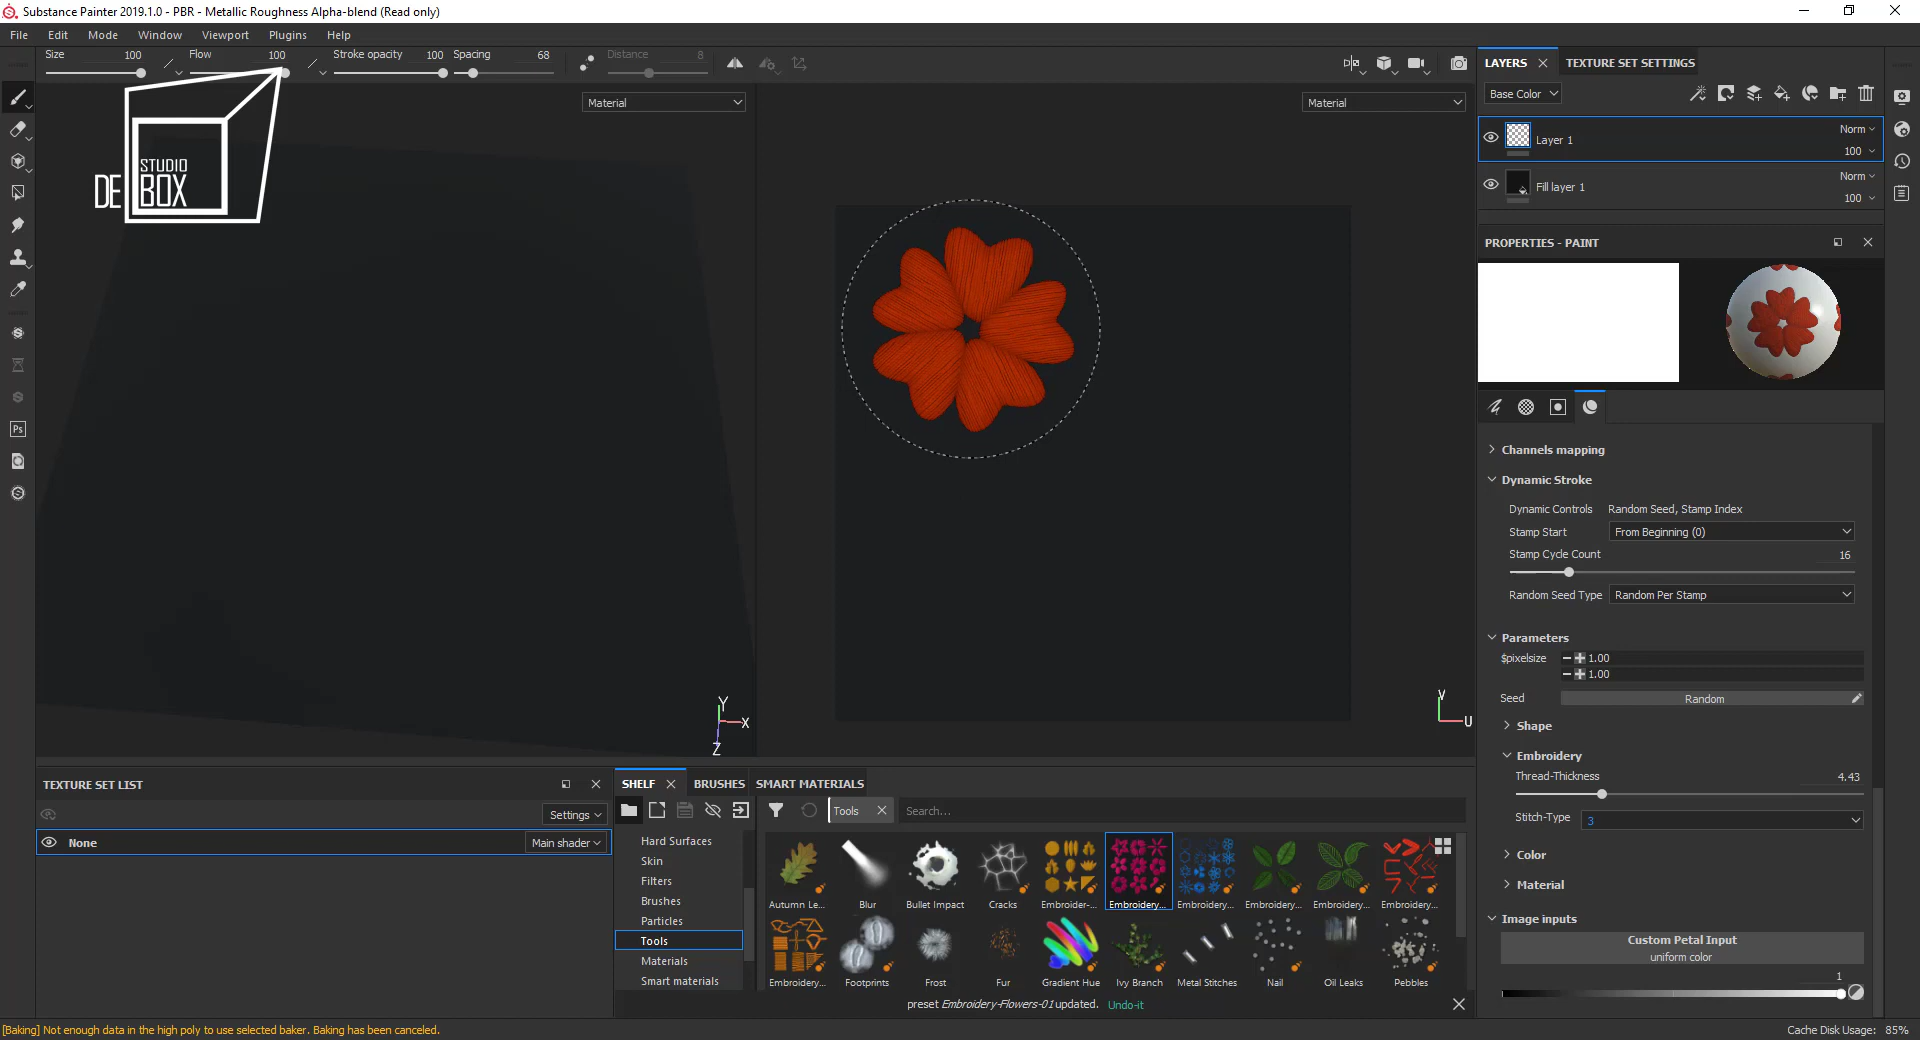 Substance Painter 2019.1.0 - PBR - Metallic Roughness Alpha-blend (Read only)
File Edit Mode Window Viewport Plugins Help
Size 100 Flow 100 Stroke opacity 100 Spacing 68 Distance 8
Material
Material
DE STUDIO BOX
LAYERS TEXTURE SET SETTINGS
Base Color
Layer 1 Norm 100
Fill layer 1 Norm 100
PROPERTIES - PAINT
Channels mapping
Dynamic Stroke
Dynamic Controls Random Seed, Stamp Index
Stamp Start From Beginning (0)
Stamp Cycle Count 16
Random Seed Type Random Per Stamp
Parameters
$pixelsize 1.00
1.00
Seed Random
Shape
Embroidery
Thread-Thickness 4.43
Stitch-Type 3
Color
Material
Image inputs
Custom Petal Input
uniform color
1
Y X Z
V U
Ps
TEXTURE SET LIST
Settings
None Main shader
SHELF BRUSHES SMART MATERIALS
Tools Search...
Hard Surfaces
Skin
Filters
Brushes
Particles
Tools
Materials
Smart materials
Autumn Le... Blur Bullet Impact Cracks Embroider-... Embroidery... Embroidery... Embroidery... Embroidery... Embroidery...
Embroidery... Footprints Frost Fur Gradient Hue Ivy Branch Metal Stitches Nail Oil Leaks Pebbles
preset Embroidery-Flowers-01 updated. Undo-it
[Baking] Not enough data in the high poly to use selected baker. Baking has been canceled.
Cache Disk Usage: 85%